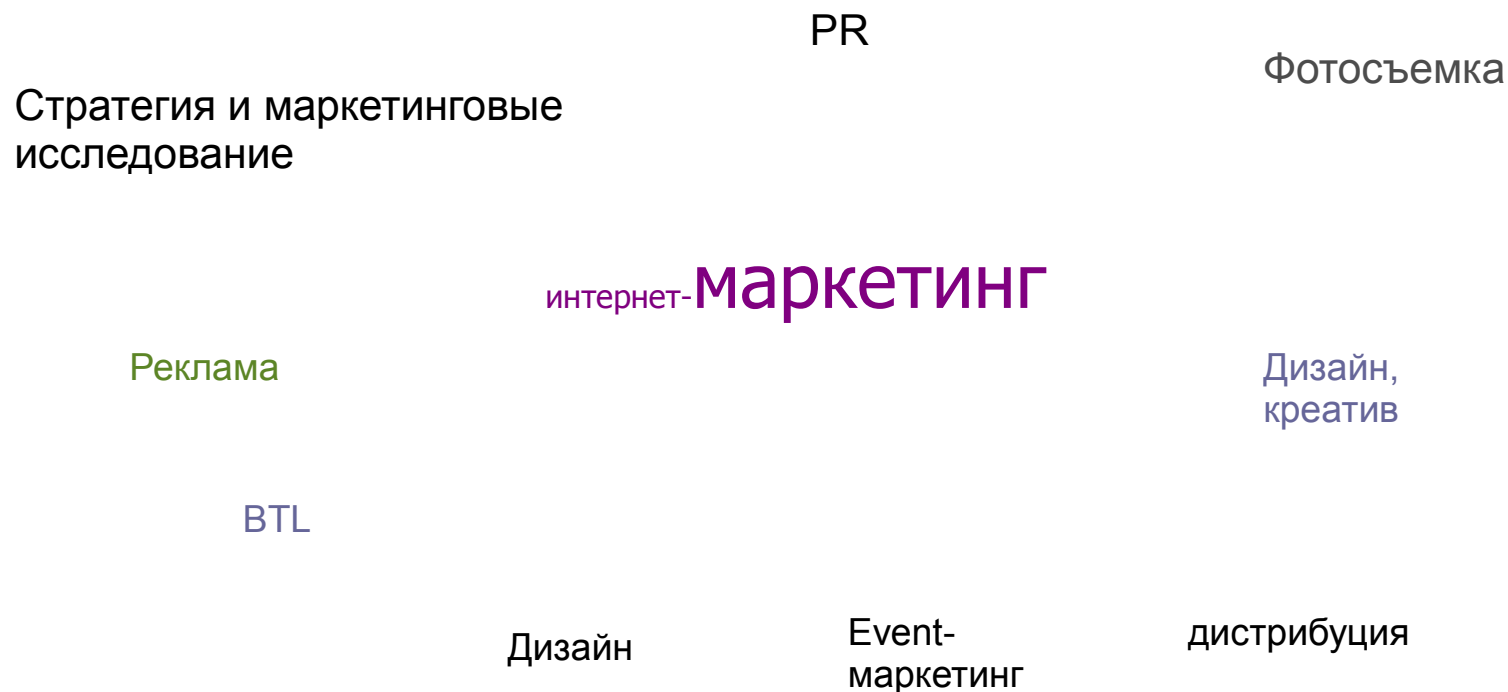 PR
Фотосъемка
Стратегия и маркетинговые
исследование
интернет-маркетинг
Реклама
Дизайн,
креатив
BTL
Дизайн
Event-
маркетинг
дистрибуция